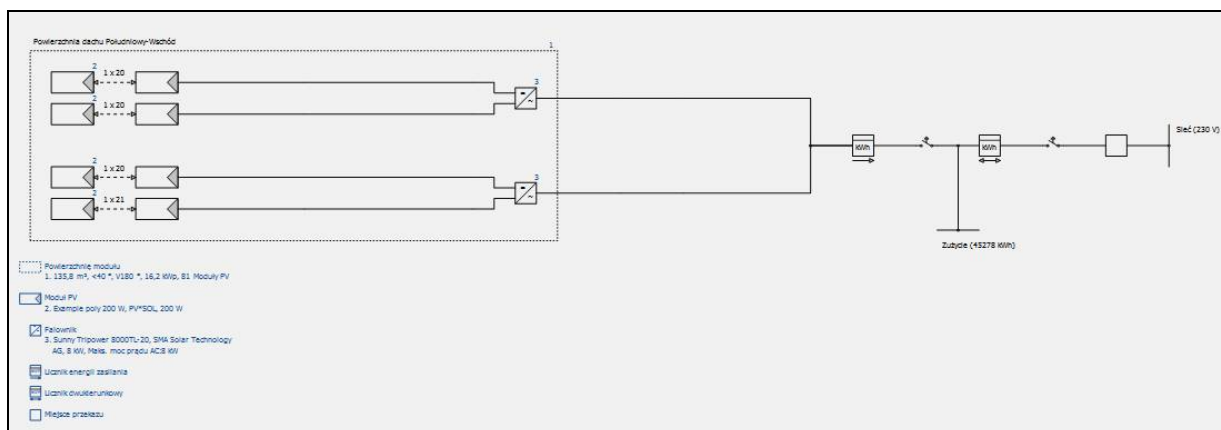 Powierzchnia dachu Południowy-Wschód
1
2
1 x 20
3
2
1 x 20
kWh
kWh
Sieć (230 V)
2
1 x 20
3
2
1 x 21
Zużycie (45278 kWh)
Powierzchnię modułu
1. 135,8 m², <40 °, V180 °, 16,2 kWp, 81 Moduły PV
Moduł PV
2. Example poly 200 W, PV*SOL, 200 W
Falownik
3. Sunny Tripower 8000TL-20, SMA Solar Technology
AG, 8 kW, Maks. moc prądu AC:8 kW
Licznik energii zasilania
Licznik dwukierunkowy
Miejsce przekazu